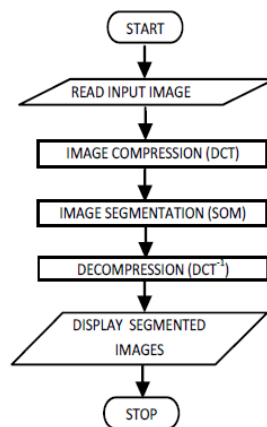 START
READ INPUT IMAGE
IMAGE COMPRESSION (DCT)
IMAGE SEGMENTATION (SOM)
DECOMPRESSION (DCT⁻¹)
DISPLAY SEGMENTED
IMAGES
STOP